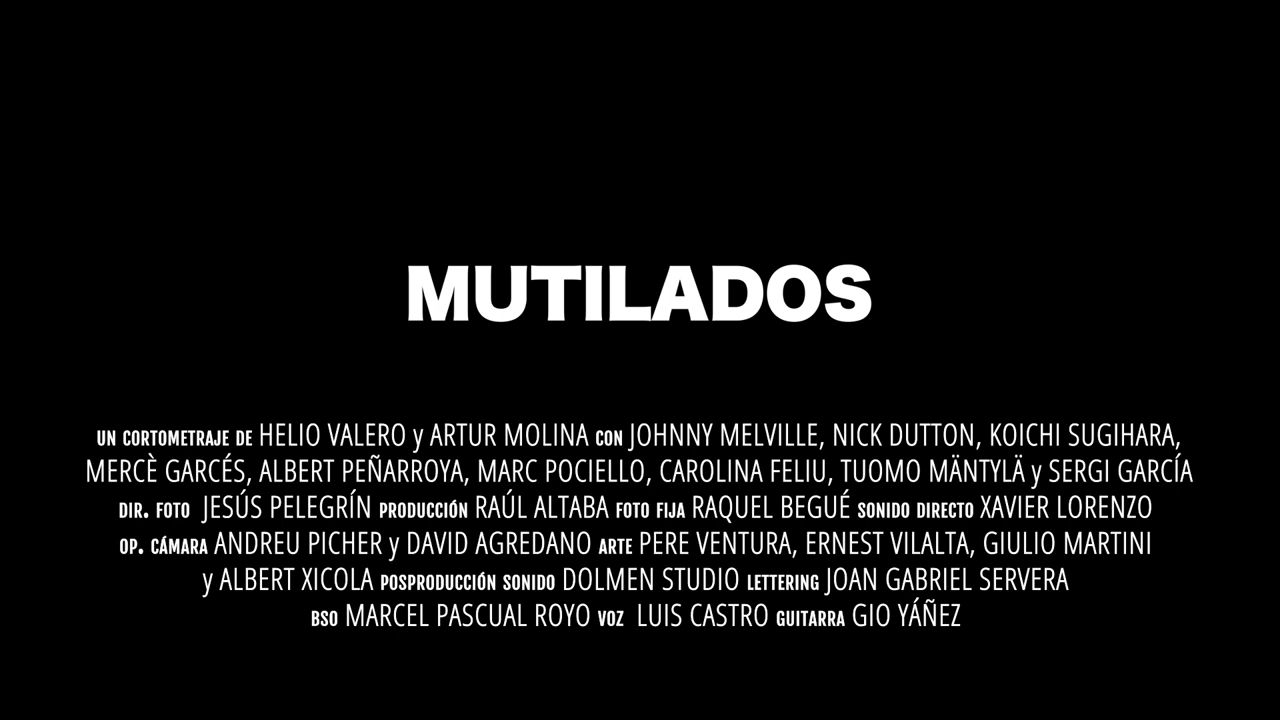 MUTILADOS
UN CORTOMETRAJE DE HELIO VALERO y ARTUR MOLINA CON JOHNNY MELVILLE, NICK DUTTON, KOICHI SUGIHARA,
MERCÈ GARCÉS, ALBERT PEÑARROYA, MARC POCIELLO, CAROLINA FELIU, TUOMO MÄNTYLÄ y SERGI GARCÍA
DIR. FOTO JESÚS PELEGRÍN PRODUCCIÓN RAÚL ALTABA FOTO FIJA RAQUEL BEGUÉ SONIDO DIRECTO XAVIER LORENZO
OP. CÁMARA ANDREU PICHER y DAVID AGREDANO ARTE PERE VENTURA, ERNEST VILALTA, GIULIO MARTINI
y ALBERT XICOLA POSPRODUCCIÓN SONIDO DOLMEN STUDIO LETTERING JOAN GABRIEL SERVERA
BSO MARCEL PASCUAL ROYO VOZ LUIS CASTRO GUITARRA GIO YÁÑEZ